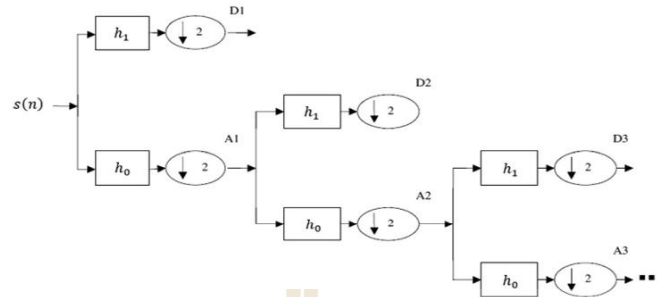 D1
h₁ ↓ 2
D2
s(n)
h₁ ↓ 2
A1
D3
h₀ ↓ 2
h₁ ↓ 2
A2
h₀ ↓ 2
A3
h₀ ↓ 2